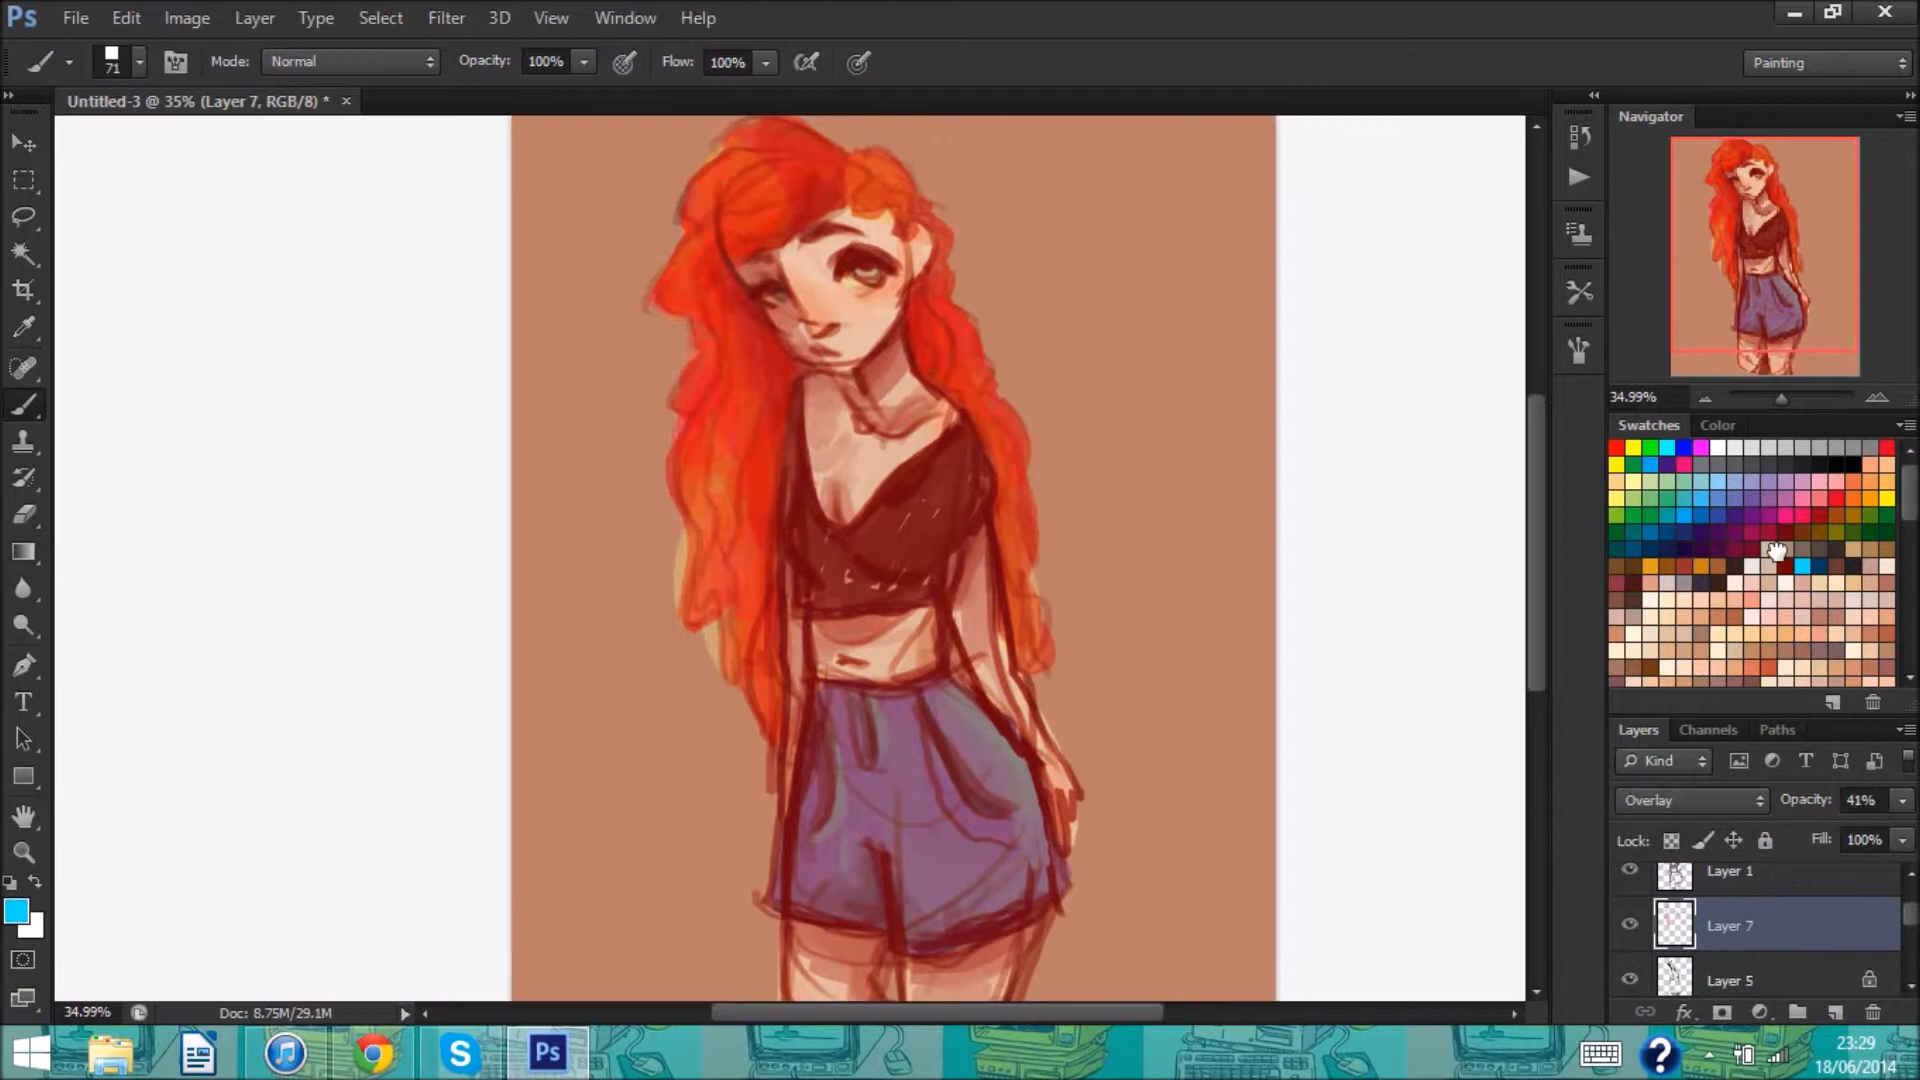 Ps File Edit Image Layer Type Select Filter 3D View Window Help
71 Mode: Normal Opacity: 100% Flow: 100% Painting
Untitled-3 @ 35% (Layer 7, RGB/8) * ×
Navigator
34.99%
Swatches Color
Layers Channels Paths
Kind T
Overlay Opacity: 41%
Lock: Fill: 100%
Layer 1
Layer 7
Layer 5
fx
T
34.99% Doc: 8.75M/29.1M
S Ps ? 23:29
18/06/2014